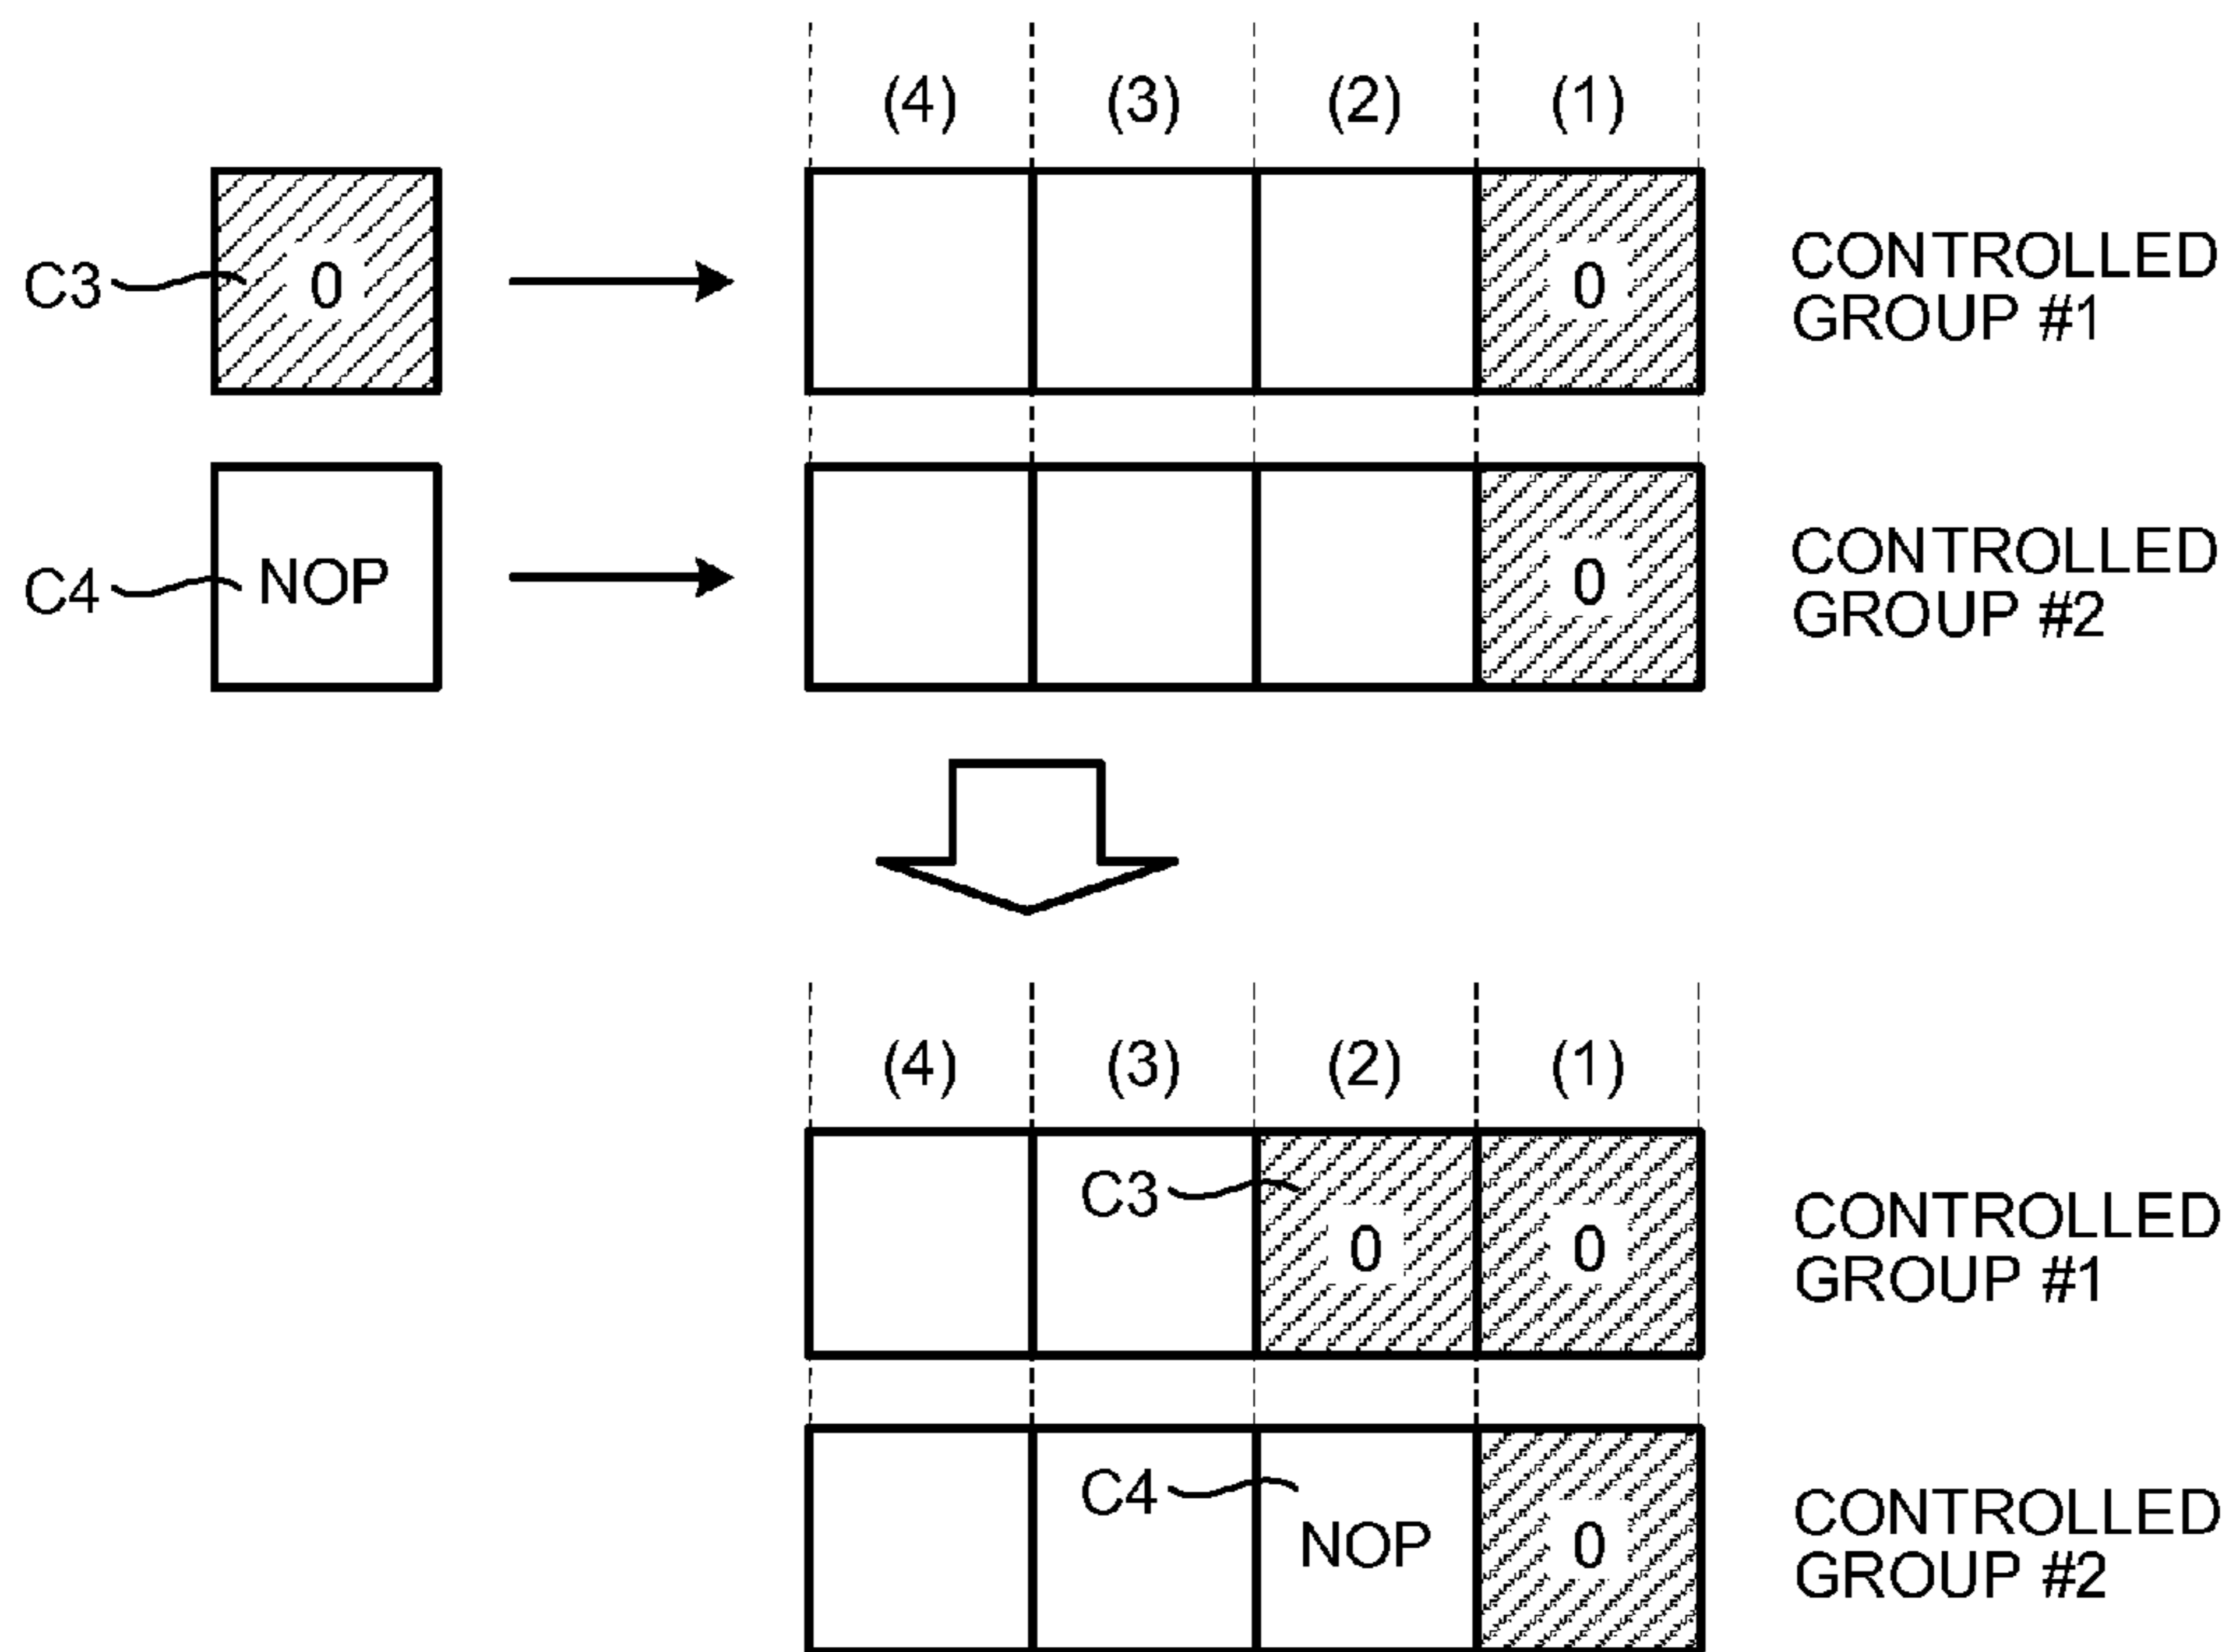 (4) (3) (2) (1)
C3 0 0 CONTROLLED
GROUP #1
C4 NOP 0 CONTROLLED
GROUP #2
(4) (3) (2) (1)
C3 0 0 CONTROLLED
GROUP #1
C4 NOP 0 CONTROLLED
GROUP #2